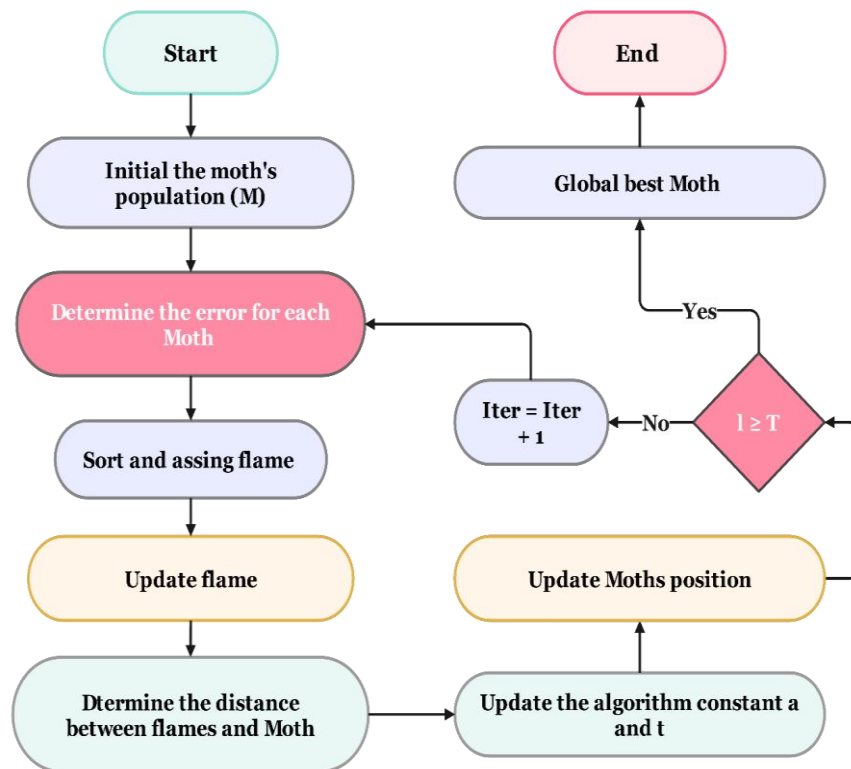 Start
Initial the moth's
population (M)
Determine the error for each
Moth
Sort and assing flame
Update flame
Dtermine the distance
between flames and Moth
Update the algorithm constant a
and t
Update Moths position
l ≥ T
No
Iter = Iter
+ 1
Yes
Global best Moth
End